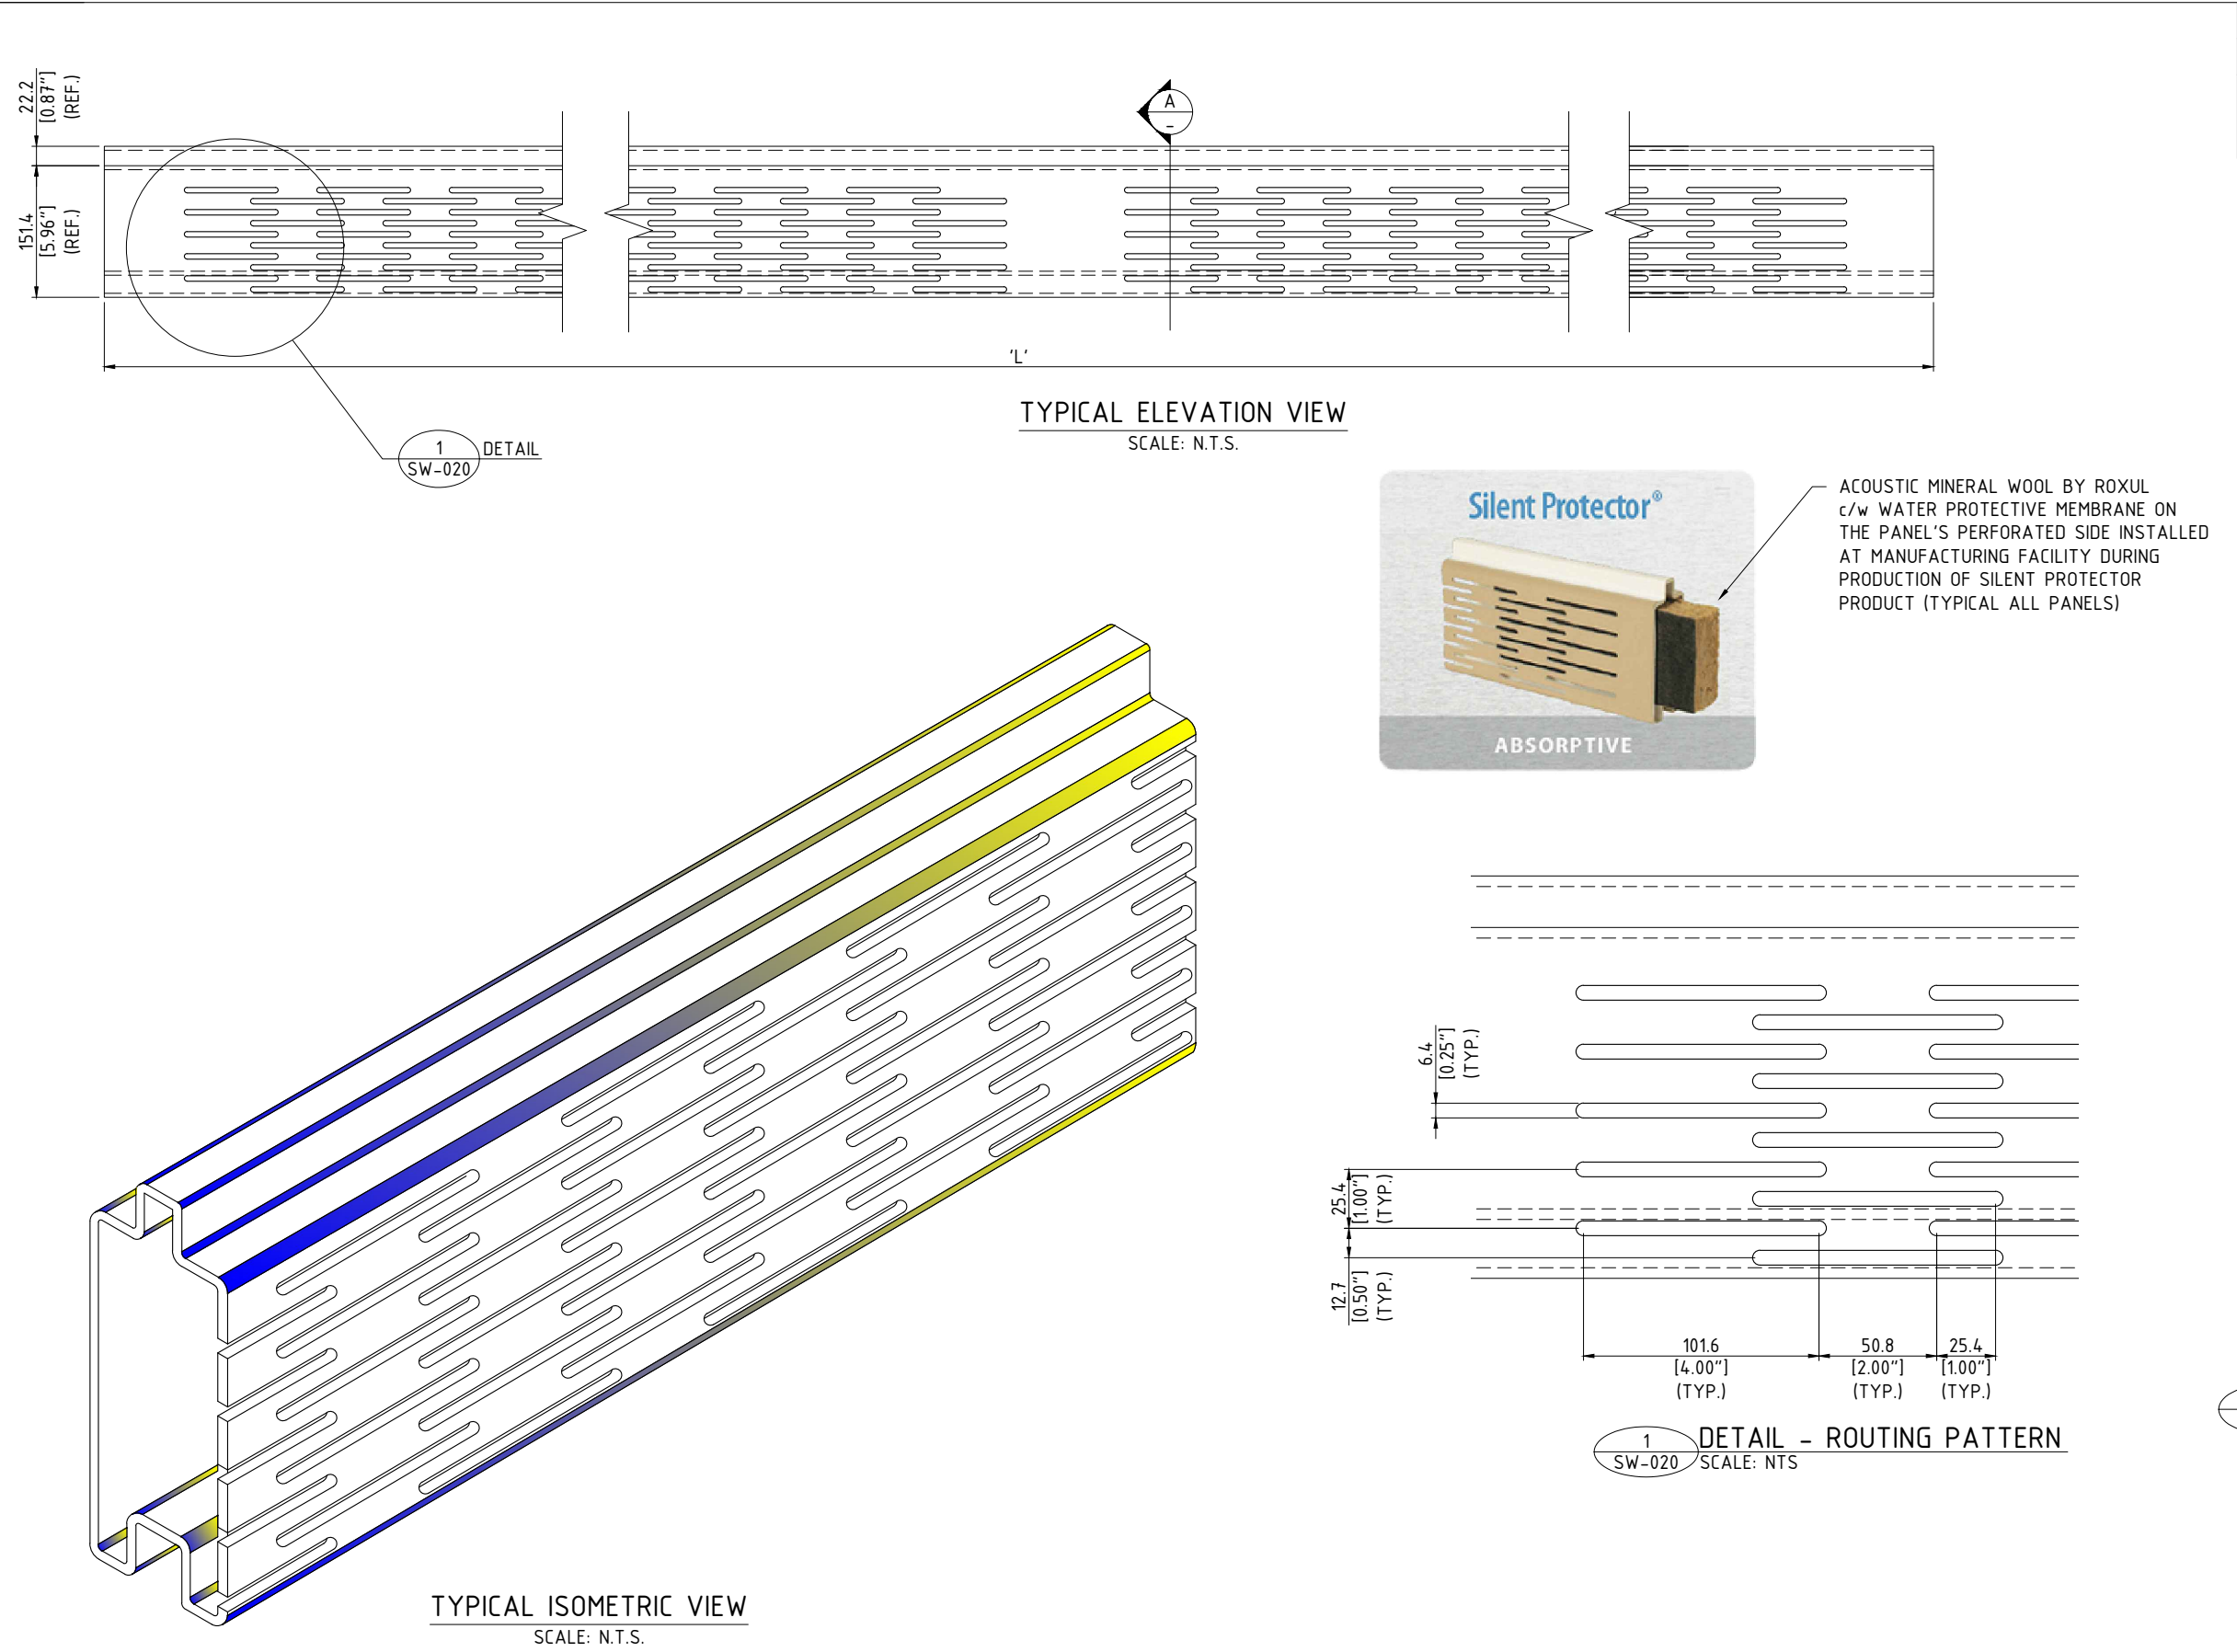 22.2
[0.87"]
(REF.)
151.4
[5.96"]
(REF.)
A
-
'L'
TYPICAL ELEVATION VIEW
SCALE: N.T.S.
1
SW-020
DETAIL
Silent Protector®
ABSORPTIVE
ACOUSTIC MINERAL WOOL BY ROXUL
c/w WATER PROTECTIVE MEMBRANE ON
THE PANEL'S PERFORATED SIDE INSTALLED
AT MANUFACTURING FACILITY DURING
PRODUCTION OF SILENT PROTECTOR
PRODUCT (TYPICAL ALL PANELS)
6.4
[0.25"]
(TYP.)
25.4
[1.00"]
(TYP.)
12.7
[0.50"]
(TYP.)
101.6
[4.00"]
(TYP.)
50.8
[2.00"]
(TYP.)
25.4
[1.00"]
(TYP.)
1
SW-020
DETAIL - ROUTING PATTERN
SCALE: NTS
TYPICAL ISOMETRIC VIEW
SCALE: N.T.S.